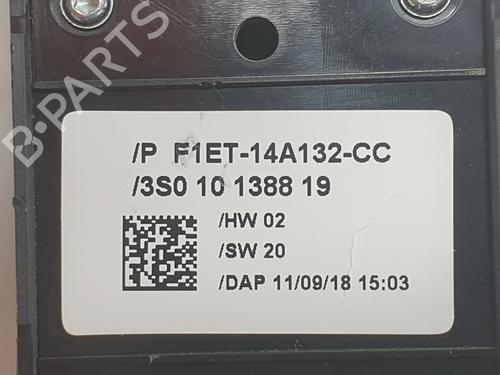 B-PARTS
/P F1ET-14A132-CC
/3S0 10 1388 19
/HW 02
/SW 20
/DAP 11/09/18 15:03